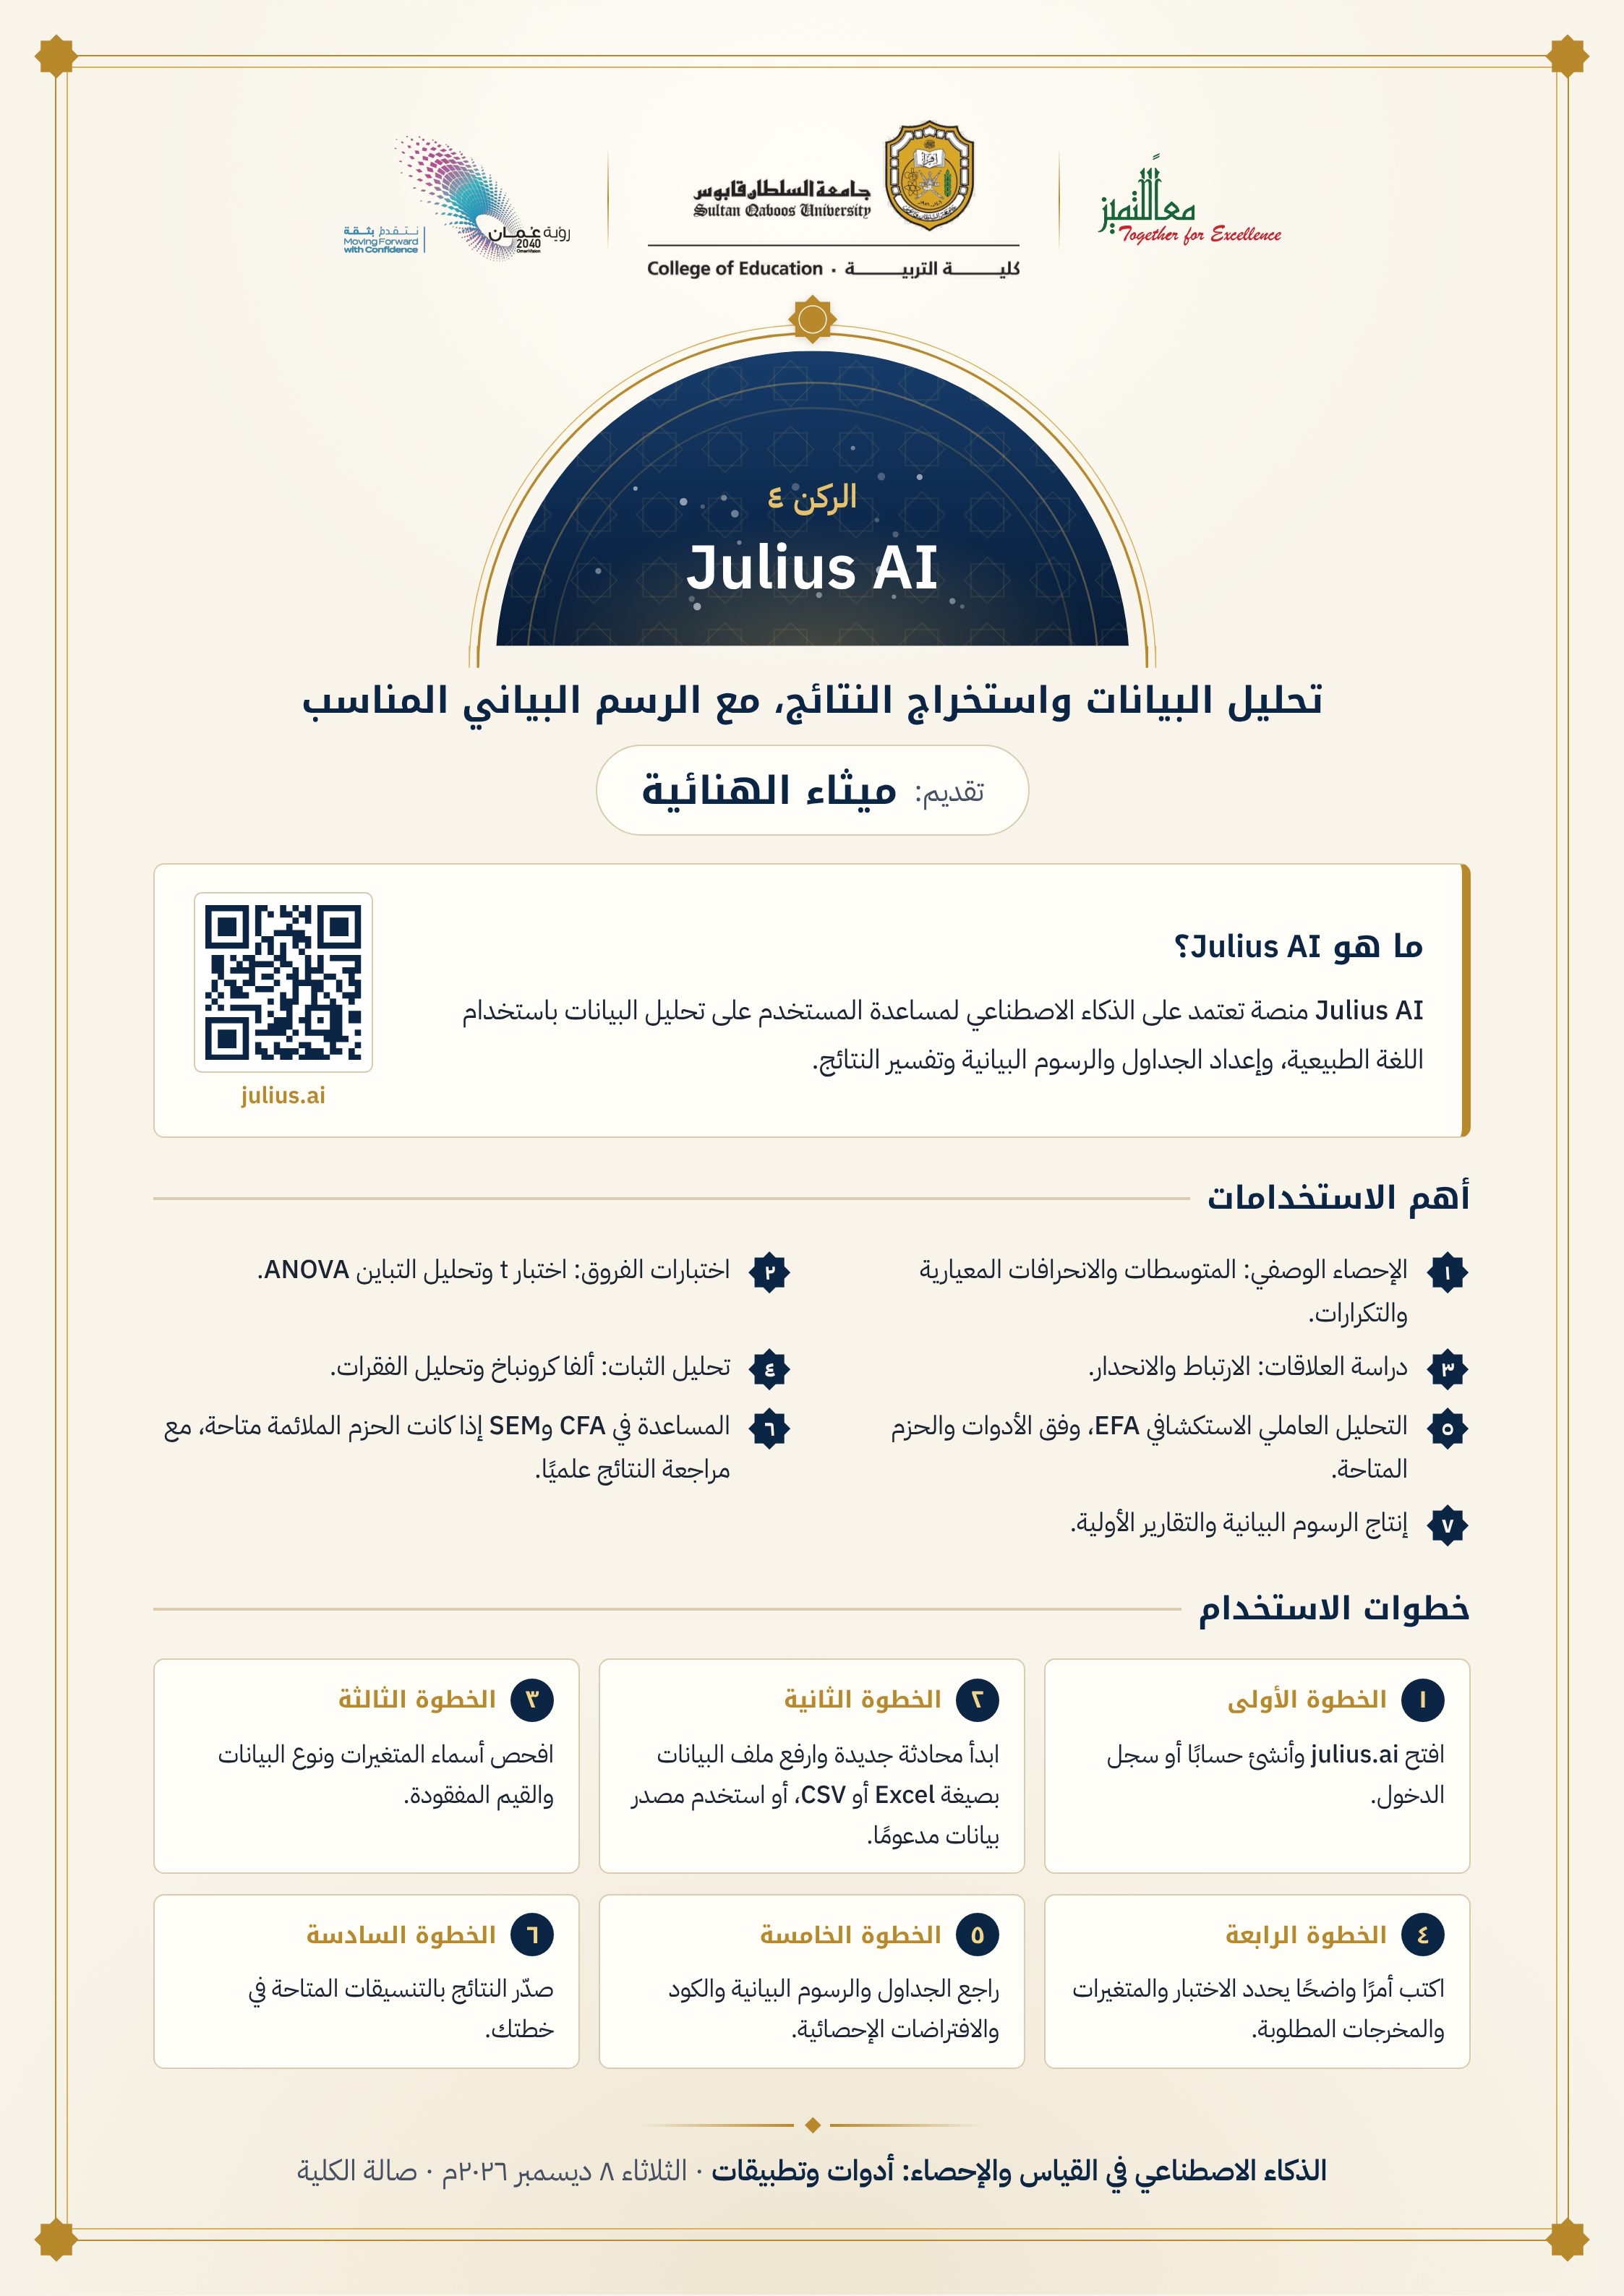 معًا للتميز
Together for Excellence
جامعة السلطان قابوس
Sultan Qaboos University
كليــــــة التربيــــــة · College of Education
رؤية عُمان
2040
OmanVision
نتقدم بثقة
Moving Forward
with Confidence
الركن ٤
Julius AI
تحليل البيانات واستخراج النتائج، مع الرسم البياني المناسب
تقديم: ميثاء الهنائية
ما هو Julius AI؟
Julius AI منصة تعتمد على الذكاء الاصطناعي لمساعدة المستخدم على تحليل البيانات باستخدام
اللغة الطبيعية، وإعداد الجداول والرسوم البيانية وتفسير النتائج.
julius.ai
أهم الاستخدامات
١ الإحصاء الوصفي: المتوسطات والانحرافات المعيارية
والتكرارات.
٢ اختبارات الفروق: اختبار t وتحليل التباين ANOVA.
٣ دراسة العلاقات: الارتباط والانحدار.
٤ تحليل الثبات: ألفا كرونباخ وتحليل الفقرات.
٥ التحليل العاملي الاستكشافي EFA، وفق الأدوات والحزم
المتاحة.
٦ المساعدة في CFA وSEM إذا كانت الحزم الملائمة متاحة، مع
مراجعة النتائج علميًا.
٧ إنتاج الرسوم البيانية والتقارير الأولية.
خطوات الاستخدام
١ الخطوة الأولى
افتح julius.ai وأنشئ حسابًا أو سجل
الدخول.
٢ الخطوة الثانية
ابدأ محادثة جديدة وارفع ملف البيانات
بصيغة Excel أو CSV، أو استخدم مصدر
بيانات مدعومًا.
٣ الخطوة الثالثة
افحص أسماء المتغيرات ونوع البيانات
والقيم المفقودة.
٤ الخطوة الرابعة
اكتب أمرًا واضحًا يحدد الاختبار والمتغيرات
والمخرجات المطلوبة.
٥ الخطوة الخامسة
راجع الجداول والرسوم البيانية والكود
والافتراضات الإحصائية.
٦ الخطوة السادسة
صدّر النتائج بالتنسيقات المتاحة في
خطتك.
الذكاء الاصطناعي في القياس والإحصاء: أدوات وتطبيقات · الثلاثاء ٨ ديسمبر ٢٠٢٦م · صالة الكلية